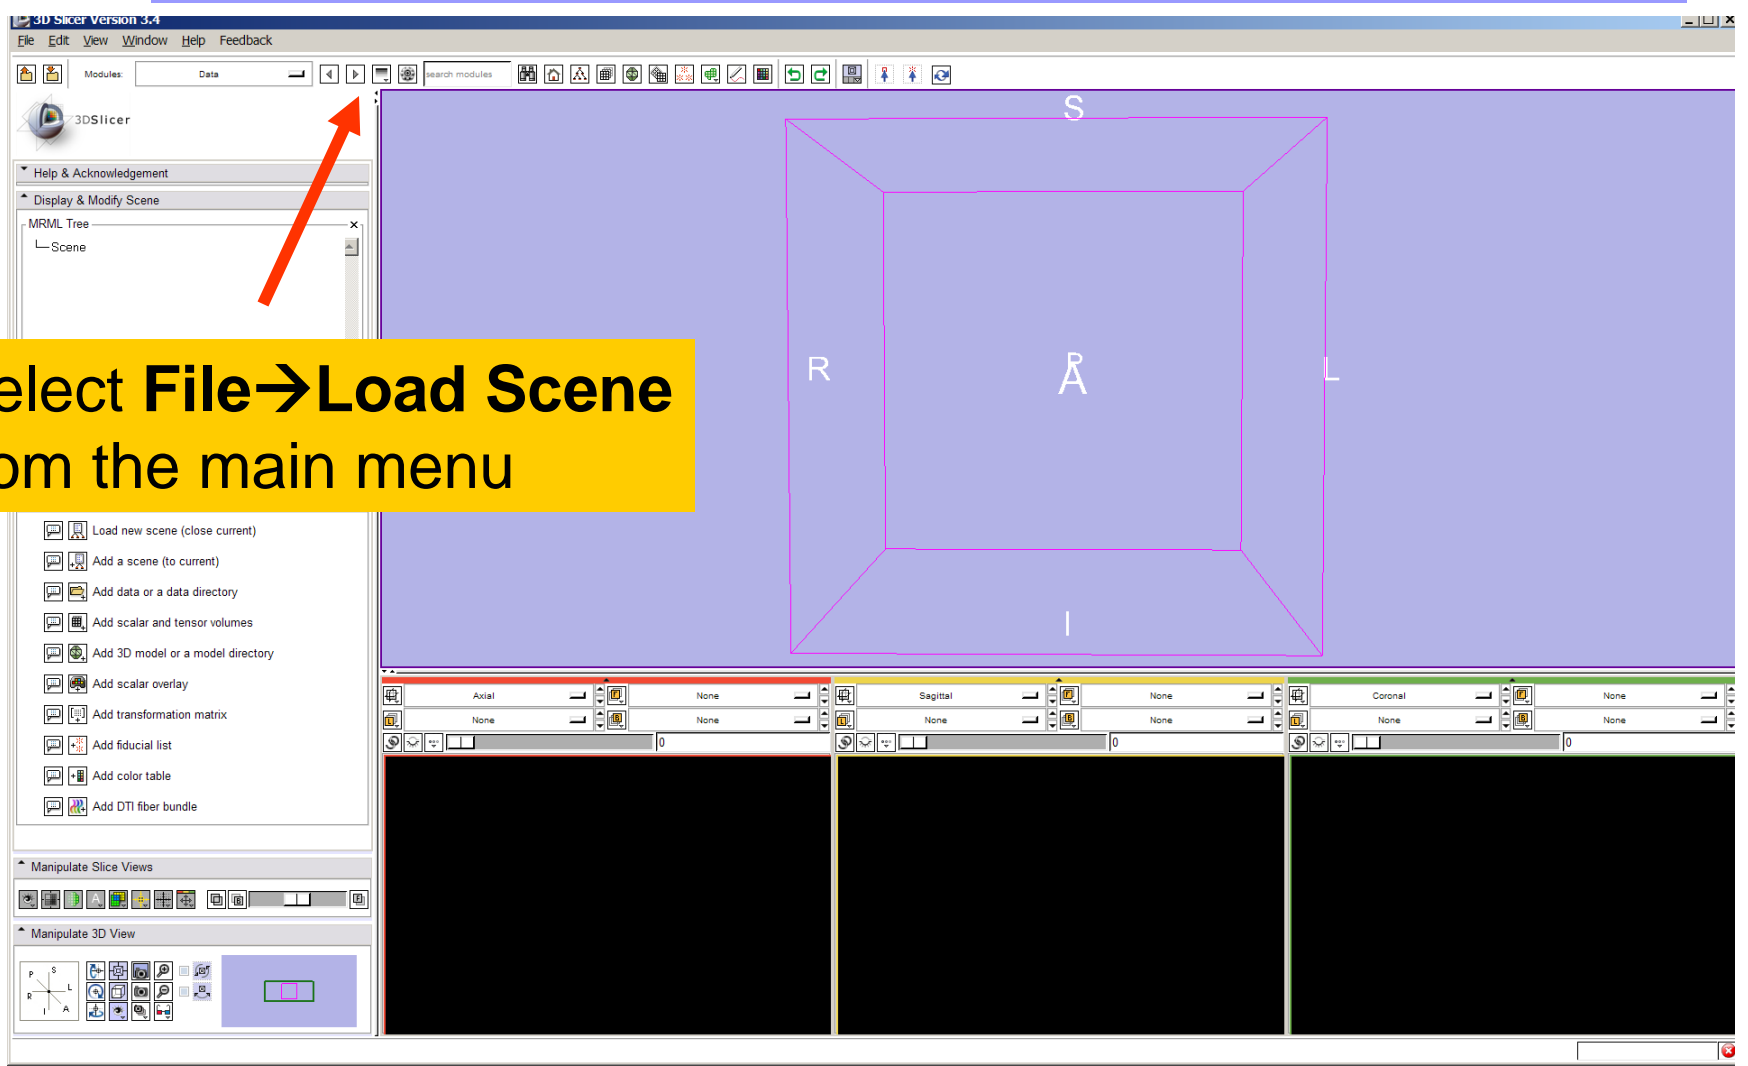 3D Slicer Version 3.4
File Edit View Window Help Feedback
Modules: Data search modules
3DSlicer
Help & Acknowledgement
Display & Modify Scene
MRML Tree
Scene
elect File→Load Scene
om the main menu
Load new scene (close current)
Add a scene (to current)
Add data or a data directory
Add scalar and tensor volumes
Add 3D model or a model directory
Add scalar overlay
Add transformation matrix
Add fiducial list
Add color table
Add DTI fiber bundle
Manipulate Slice Views
Manipulate 3D View
P S
R L
I A
S
R P A L
I
Axial None Sagittal None Coronal None
None None None None None None
0 0 0